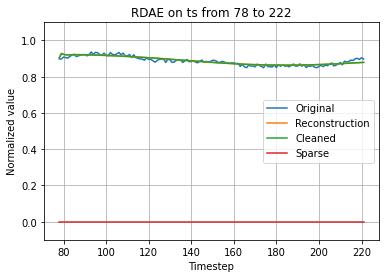 RDAE on ts from 78 to 222
Normalized value
1.0
0.8
0.6
0.4
0.2
0.0
Original
Reconstruction
Cleaned
Sparse
80 100 120 140 160 180 200 220
Timestep